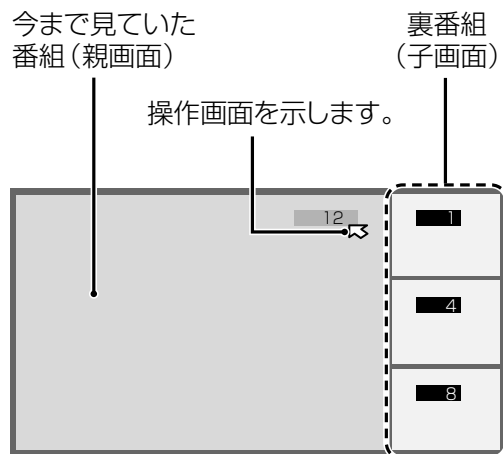 今まで見ていた
番組（親画面）
裏番組
（子画面）
操作画面を示します。
12
1
4
8